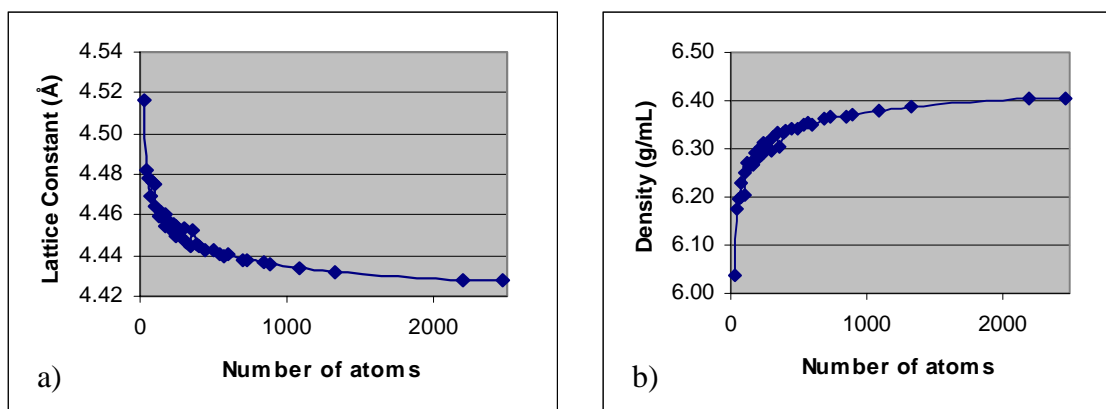 4.54
4.52
4.50
4.48
4.46
4.44
4.42
Lattice Constant (Å)
0 1000 2000
Number of atoms
a)
6.50
6.40
6.30
6.20
6.10
6.00
Density (g/mL)
0 1000 2000
Number of atoms
b)